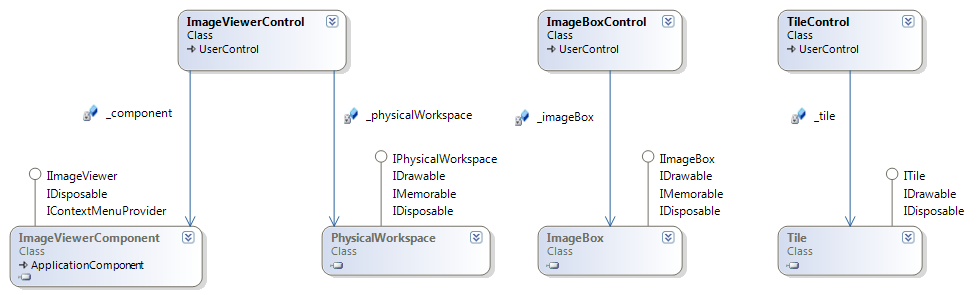 ImageViewerControl
Class
UserControl
ImageBoxControl
Class
UserControl
TileControl
Class
UserControl
_component
_physicalWorkspace
_imageBox
_tile
IImageViewer
IDisposable
IContextMenuProvider
IPhysicalWorkspace
IDrawable
IMemorable
IDisposable
IImageBox
IDrawable
IMemorable
IDisposable
ITile
IDrawable
IDisposable
ImageViewerComponent
Class
ApplicationComponent
PhysicalWorkspace
Class
ImageBox
Class
Tile
Class